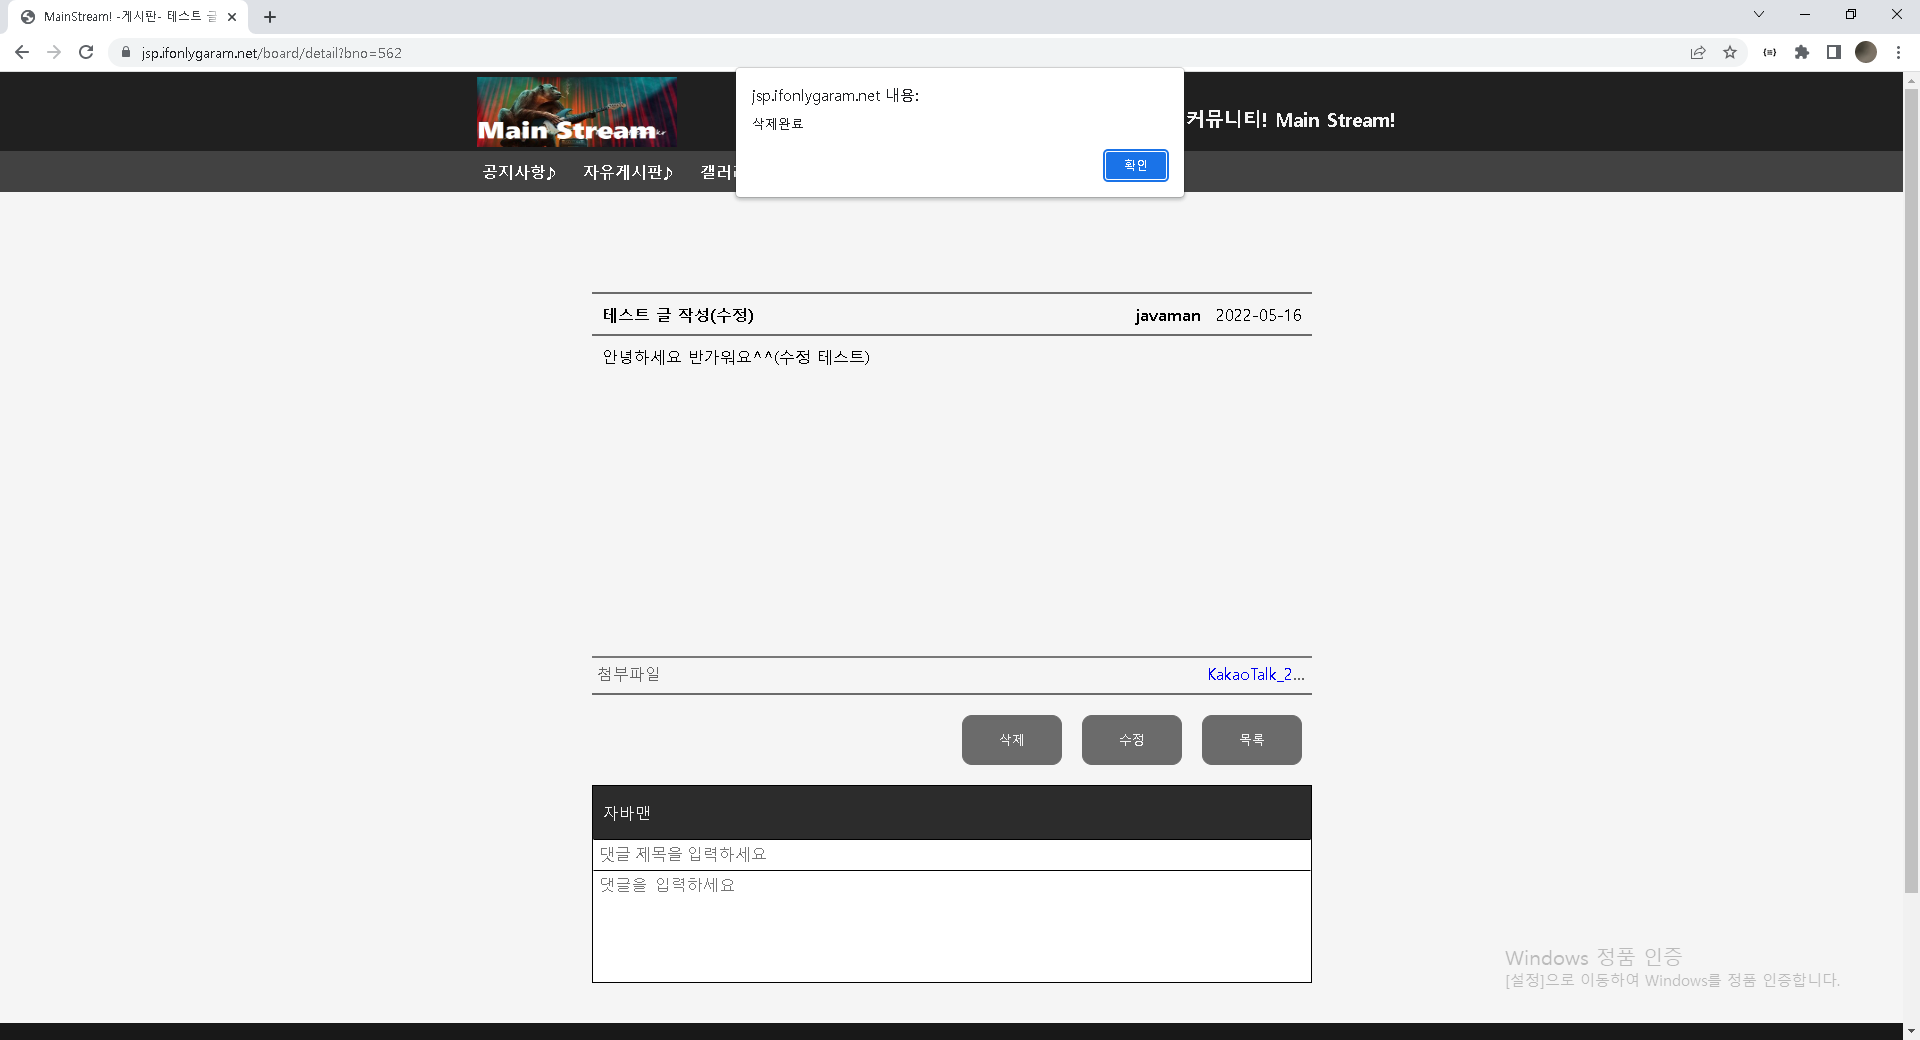 MainStream! -게시판- 테스트 글
jsp.ifonlygaram.net/board/detail?bno=562
Main Stream
커뮤니티! Main Stream!
jsp.ifonlygaram.net 내용:
삭제완료
확인
공지사항♪ 자유게시판♪
테스트 글 작성(수정) javaman 2022-05-16
안녕하세요 반가워요^^(수정 테스트)
첨부파일 KakaoTalk_2...
삭제 수정 목록
자바맨
댓글 제목을 입력하세요
댓글을 입력하세요
Windows 정품 인증
[설정]으로 이동하여 Windows를 정품 인증합니다.